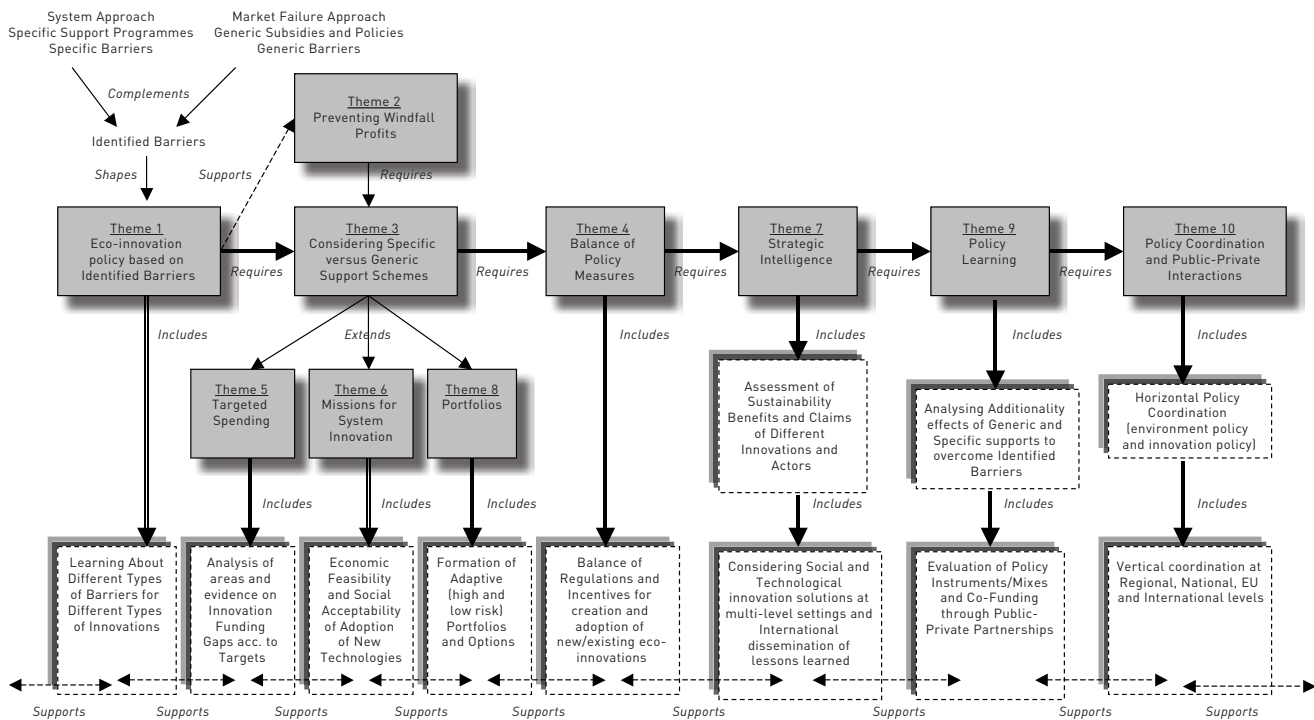 System Approach
Specific Support Programmes
Specific Barriers
Market Failure Approach
Generic Subsidies and Policies
Generic Barriers
Complements
Identified Barriers
Shapes
Supports
Theme 2
Preventing Windfall
Profits
Requires
Theme 1
Eco-innovation
policy based on
Identified Barriers
Requires
Theme 3
Considering Specific
versus Generic
Support Schemes
Requires
Theme 4
Balance of
Policy
Measures
Requires
Theme 7
Strategic
Intelligence
Requires
Theme 9
Policy
Learning
Requires
Theme 10
Policy Coordination
and Public-Private
Interactions
Includes
Extends
Includes
Includes
Includes
Includes
Theme 5
Targeted
Spending
Theme 6
Missions for
System
Innovation
Theme 8
Portfolios
Assessment of
Sustainability
Benefits and Claims
of Different
Innovations and
Actors
Analysing Additionality
effects of Generic and
Specific supports to
overcome Identified
Barriers
Horizontal Policy
Coordination
(environment policy
and innovation policy)
Includes
Includes
Includes
Includes
Includes
Includes
Learning About
Different Types
of Barriers for
Different Types
of Innovations
Analysis of
areas and
evidence on
Innovation
Funding
Gaps acc. to
Targets
Economic
Feasibility
and Social
Acceptability
of Adoption
of New
Technologies
Formation of
Adaptive
(high and
low risk)
Portfolios
and Options
Balance of
Regulations and
Incentives for
creation and
adoption of
new/existing eco-
innovations
Considering Social and
Technological
innovation solutions at
multi-level settings and
International
dissemination of
lessons learned
Evaluation of Policy
Instruments/Mixes
and Co-Funding
through Public-
Private Partnerships
Vertical coordination at
Regional, National, EU
and International levels
Supports
Supports
Supports
Supports
Supports
Supports
Supports
Supports